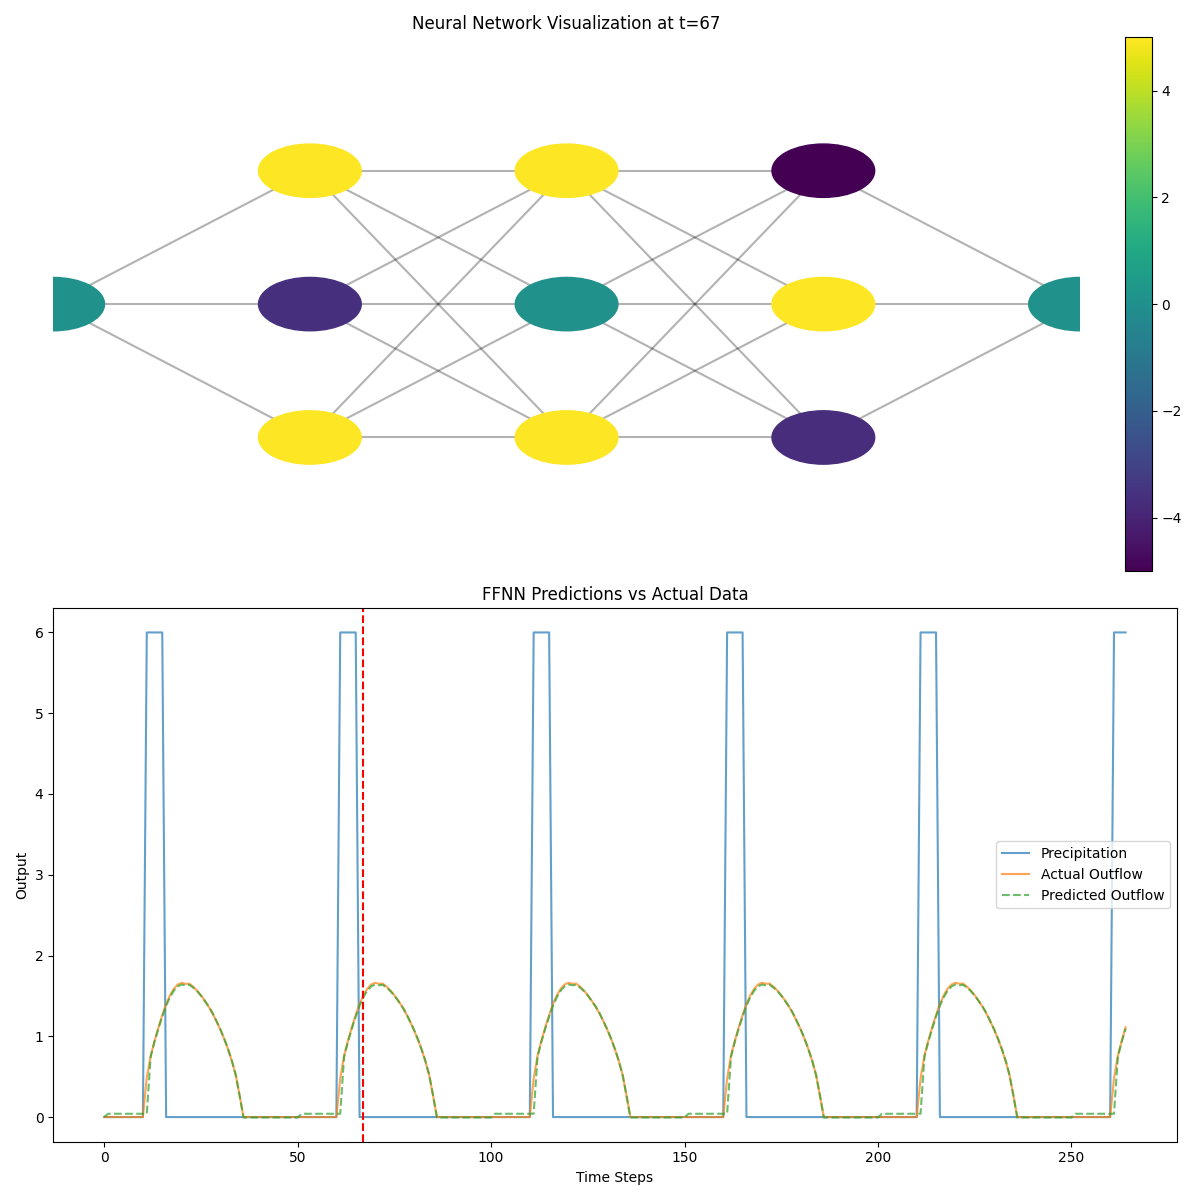 Neural Network Visualization at t=67
4
2
0
−2
−4
FFNN Predictions vs Actual Data
6
5
4
3
2
1
0
Output
Precipitation
Actual Outflow
Predicted Outflow
0 50 100 150 200 250
Time Steps